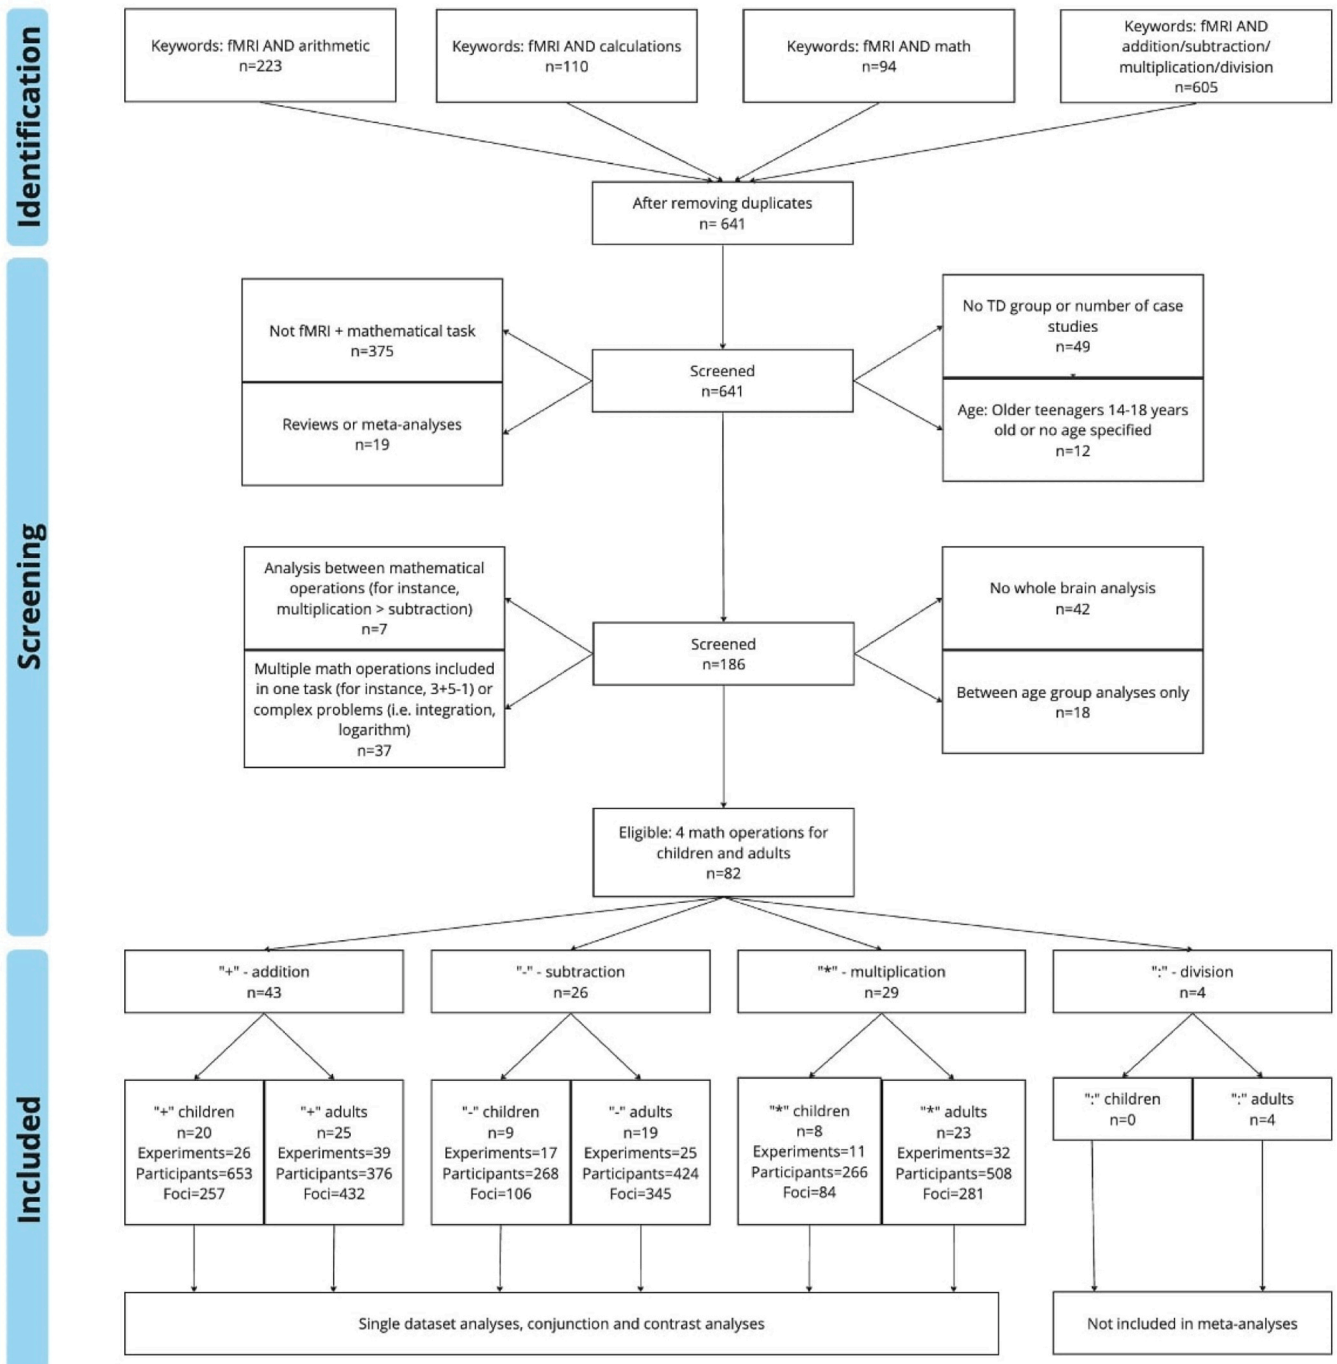 Identification
Keywords: fMRI AND arithmetic
n=223
Keywords: fMRI AND calculations
n=110
Keywords: fMRI AND math
n=94
Keywords: fMRI AND
addition/subtraction/
multiplication/division
n=605
After removing duplicates
n= 641
Screening
Not fMRI + mathematical task
n=375
Reviews or meta-analyses
n=19
Screened
n=641
No TD group or number of case
studies
n=49
Age: Older teenagers 14-18 years
old or no age specified
n=12
Analysis between mathematical
operations (for instance,
multiplication > subtraction)
n=7
Multiple math operations included
in one task (for instance, 3+5-1) or
complex problems (i.e. integration,
logarithm)
n=37
Screened
n=186
No whole brain analysis
n=42
Between age group analyses only
n=18
Eligible: 4 math operations for
children and adults
n=82
Included
"+" - addition
n=43
"-" - subtraction
n=26
"*" - multiplication
n=29
":" - division
n=4
"+" children
n=20
Experiments=26
Participants=653
Foci=257
"+" adults
n=25
Experiments=39
Participants=376
Foci=432
"-" children
n=9
Experiments=17
Participants=268
Foci=106
"-" adults
n=19
Experiments=25
Participants=424
Foci=345
"*" children
n=8
Experiments=11
Participants=266
Foci=84
"*" adults
n=23
Experiments=32
Participants=508
Foci=281
":" children
n=0
":" adults
n=4
Single dataset analyses, conjunction and contrast analyses
Not included in meta-analyses